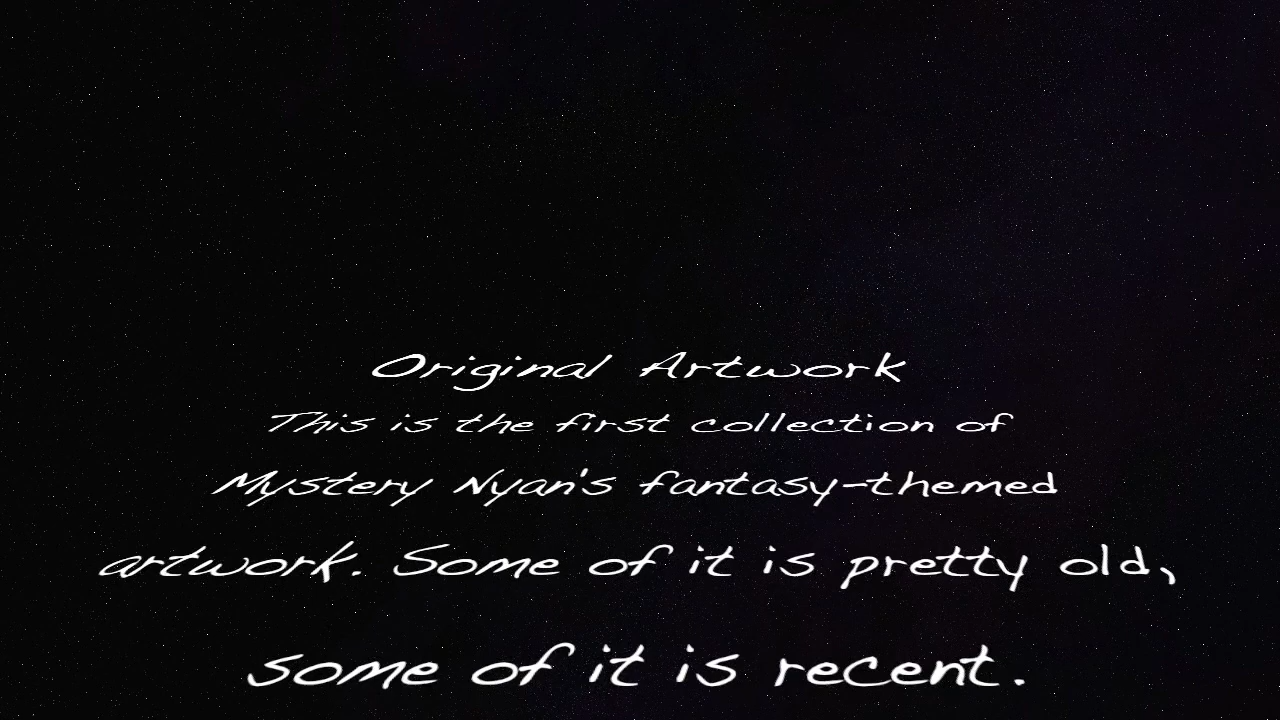 Original Artwork
This is the first collection of
Mystery Nyan's fantasy-themed
artwork. Some of it is pretty old,
some of it is recent.